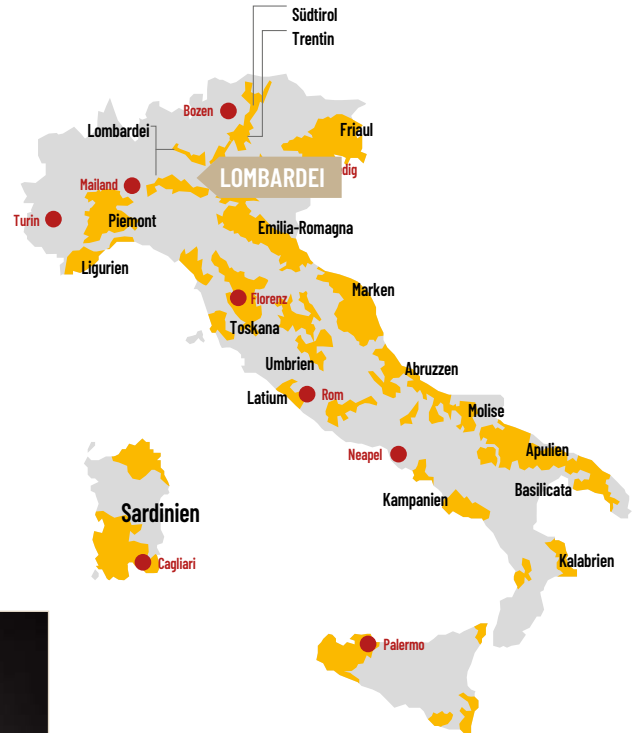 Südtirol
Trentin
Bozen
Lombardei
Friaul
dig
LOMBARDEI
Mailand
Turin
Piemont
Emilia-Romagna
Ligurien
Marken
Florenz
Toskana
Umbrien
Abruzzen
Latium
Rom
Molise
Neapel
Apulien
Basilicata
Kampanien
Sardinien
Kalabrien
Cagliari
Palermo